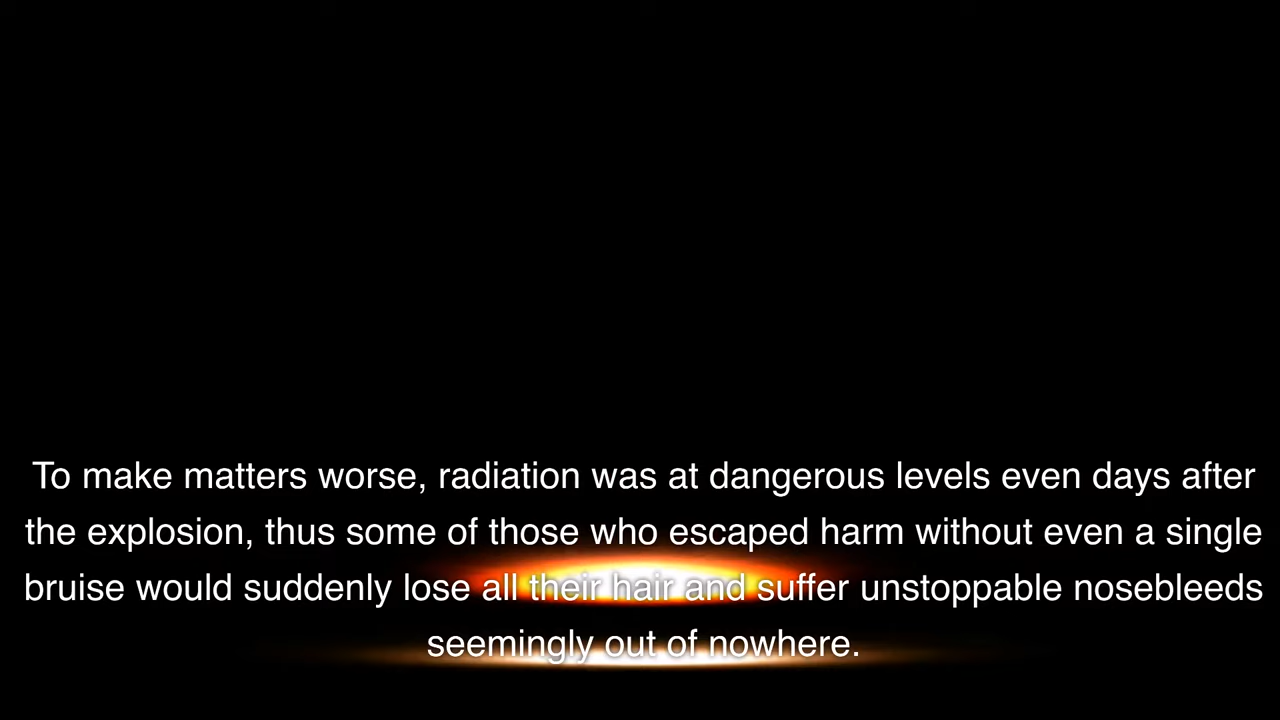 To make matters worse, radiation was at dangerous levels even days after
the explosion, thus some of those who escaped harm without even a single
bruise would suddenly lose all their hair and suffer unstoppable nosebleeds
seemingly out of nowhere.